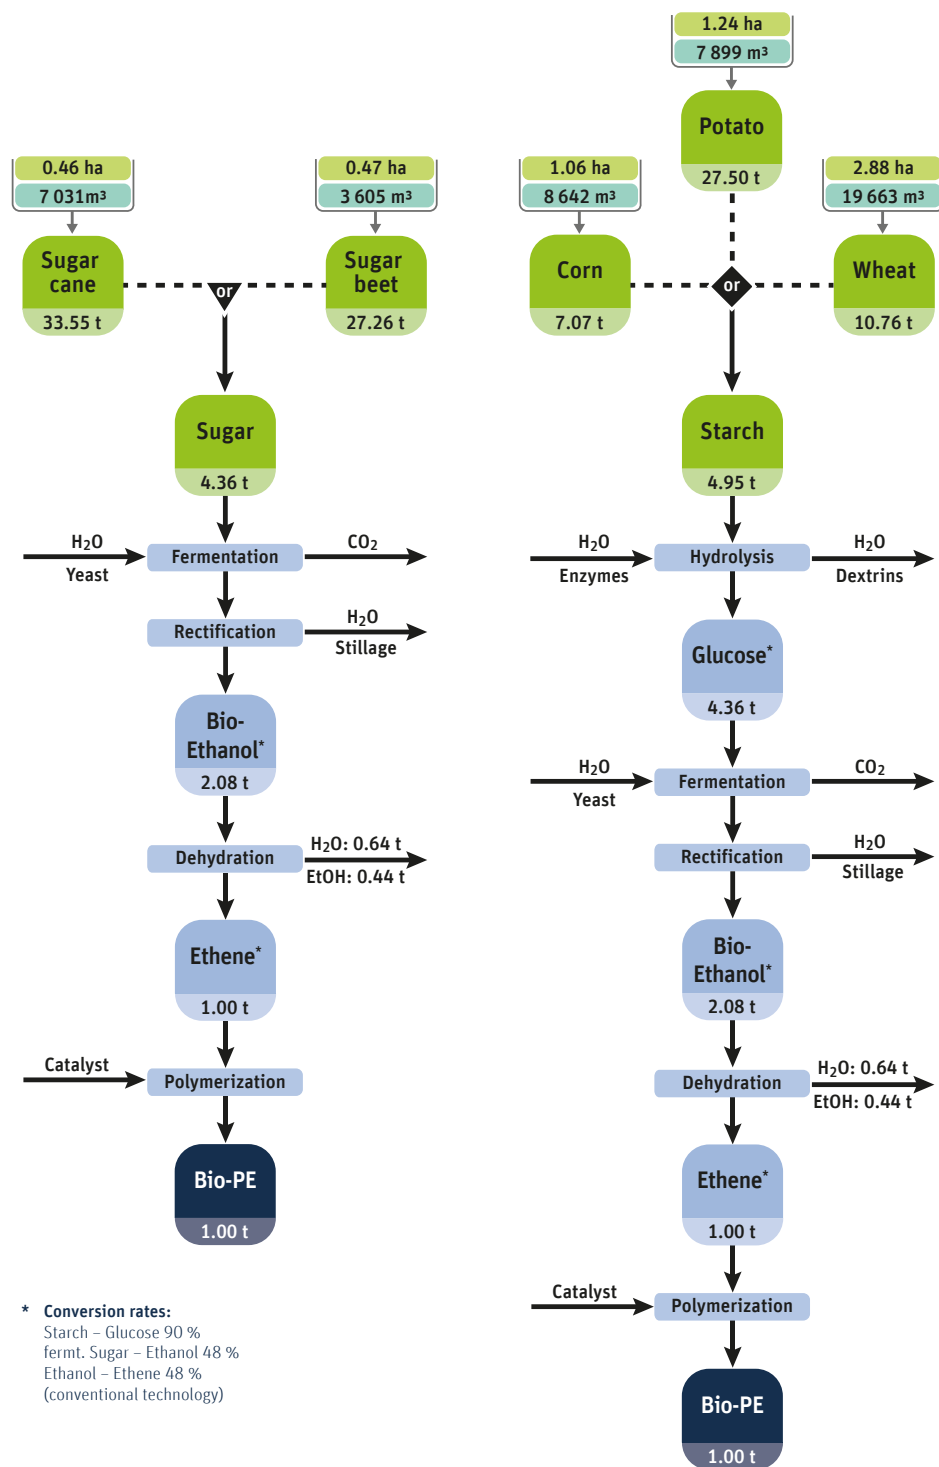 0.46 ha
7 031m³
Sugar
cane
33.55 t
or
0.47 ha
3 605 m³
Sugar
beet
27.26 t
Sugar
4.36 t
H₂O
Yeast
Fermentation
CO₂
Rectification
H₂O
Stillage
Bio-
Ethanol*
2.08 t
Dehydration
H₂O: 0.64 t
EtOH: 0.44 t
Ethene*
1.00 t
Catalyst
Polymerization
Bio-PE
1.00 t
* Conversion rates:
Starch – Glucose 90 %
fermt. Sugar – Ethanol 48 %
Ethanol – Ethene 48 %
(conventional technology)
1.24 ha
7 899 m³
Potato
27.50 t
1.06 ha
8 642 m³
Corn
7.07 t
or
2.88 ha
19 663 m³
Wheat
10.76 t
Starch
4.95 t
H₂O
Enzymes
Hydrolysis
H₂O
Dextrins
Glucose*
4.36 t
H₂O
Yeast
Fermentation
CO₂
Rectification
H₂O
Stillage
Bio-
Ethanol*
2.08 t
Dehydration
H₂O: 0.64 t
EtOH: 0.44 t
Ethene*
1.00 t
Catalyst
Polymerization
Bio-PE
1.00 t